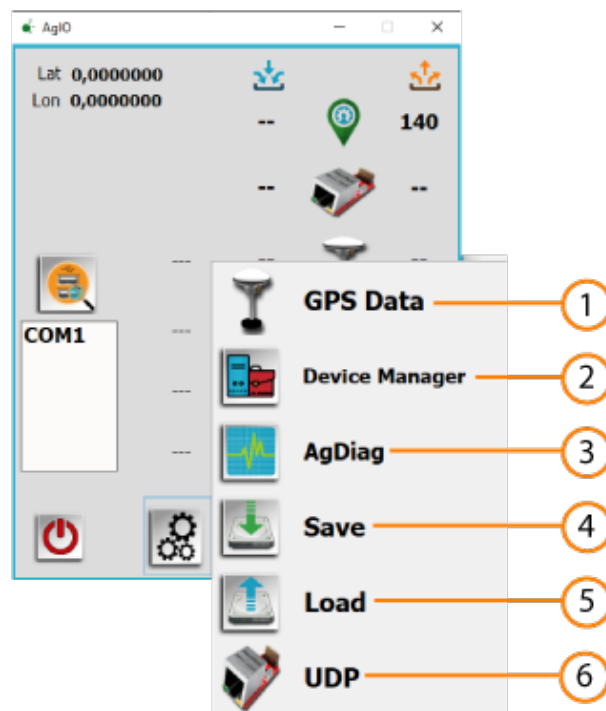 AgIO
Lat 0,0000000
Lon 0,0000000
-- 140
-- --
--- -- --
COM1
---
---
---
GPS Data 1
Device Manager 2
AgDiag 3
Save 4
Load 5
UDP 6